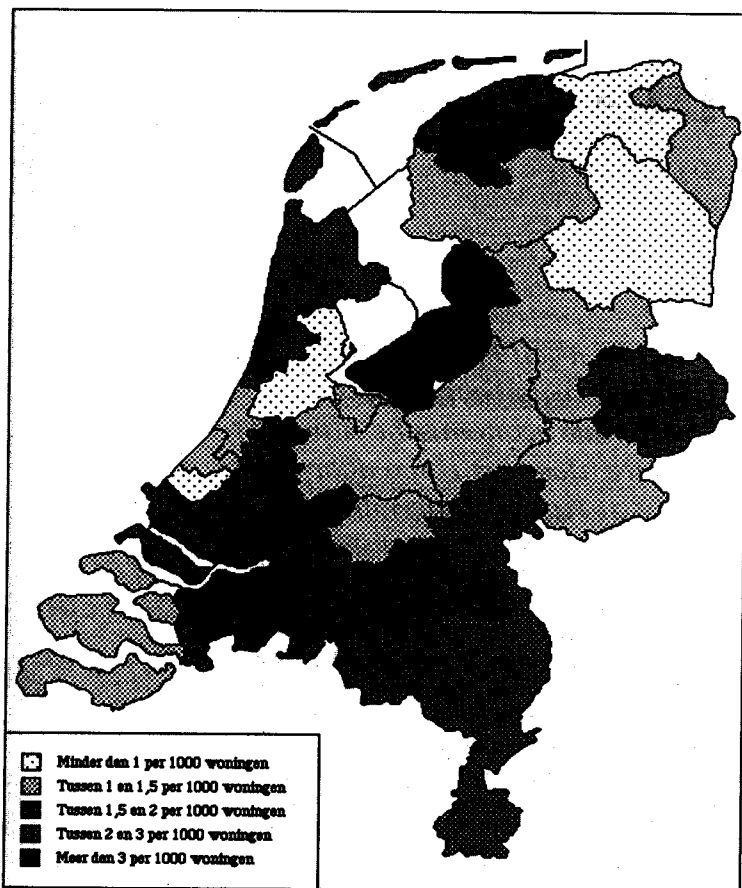 Minder dan 1 per 1000 woningen
Tussen 1 en 1,5 per 1000 woningen
Tussen 1,5 en 2 per 1000 woningen
Tussen 2 en 3 per 1000 woningen
Meer dan 3 per 1000 woningen